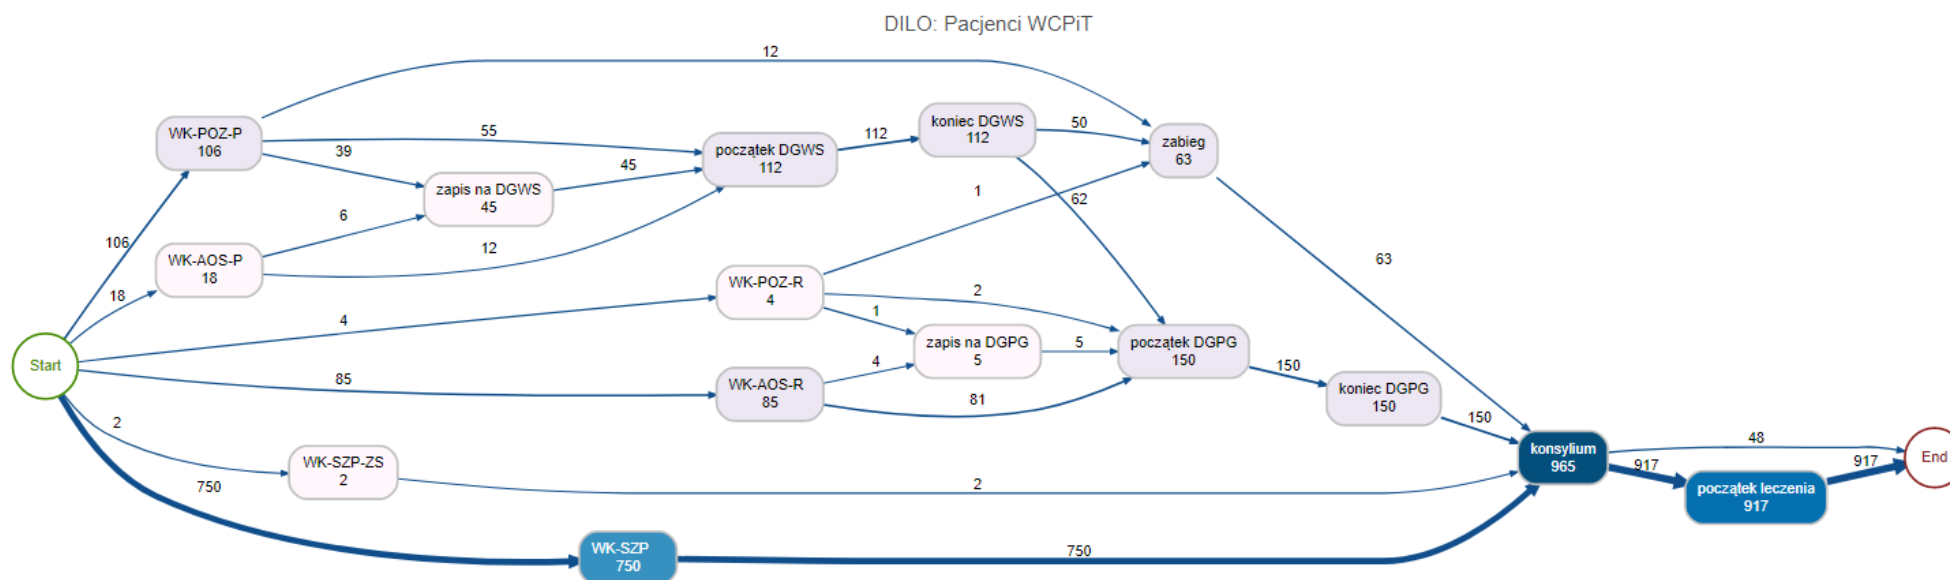 DILO: Pacjenci WCPiT
12
WK-POZ-P
106
55
39
początek DGWS
112
112
koniec DGWS
112
50
zabieg
63
zapis na DGWS
45
45
6
12
1
62
106
WK-AOS-P
18
18
63
WK-POZ-R
4
4
2
1
zapis na DGPG
5
5
początek DGPG
150
150
Start
85
4
WK-AOS-R
85
81
koniec DGPG
150
150
2
WK-SZP-ZS
2
2
750
konsylium
965
48
917
początek leczenia
917
917
End
WK-SZP
750
750